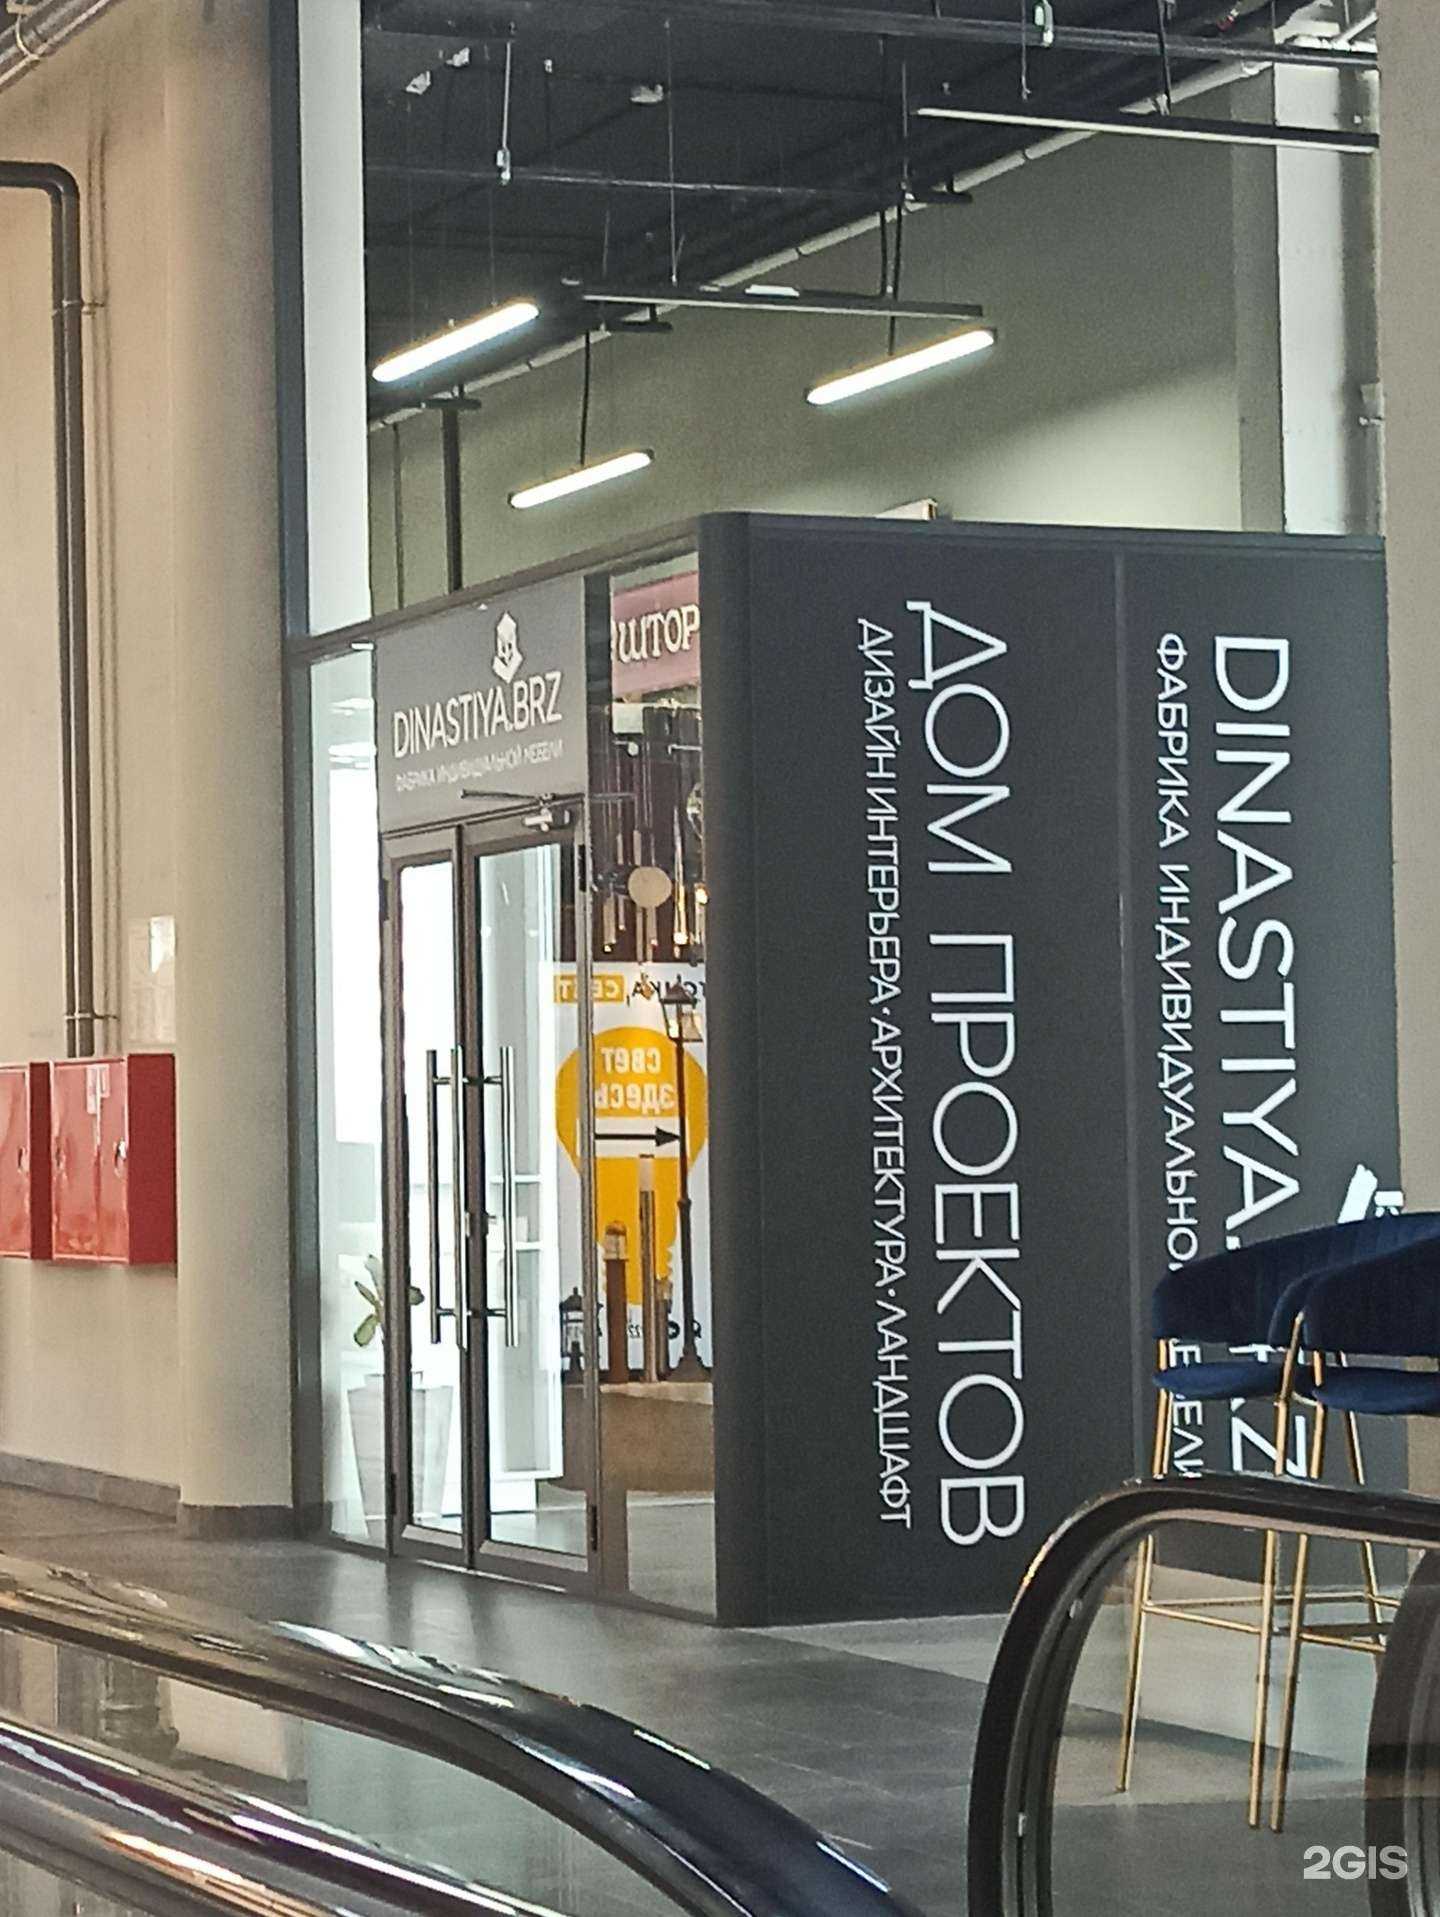 DINASTIYA.BRZ
ФАБРИКА ИНДИВИДУАЛЬНОЙ МЕБЕЛИ
ШТОР
СВЕТ
ЗДЕСЬ
ДОМ ПРОЕКТОВ
ДИЗАЙН ИНТЕРЬЕРА·АРХИТЕКТУРА·ЛАНДШАФТ
DINASTIYA.
ФАБРИКА ИНДИВИДУАЛЬНО
2GIS